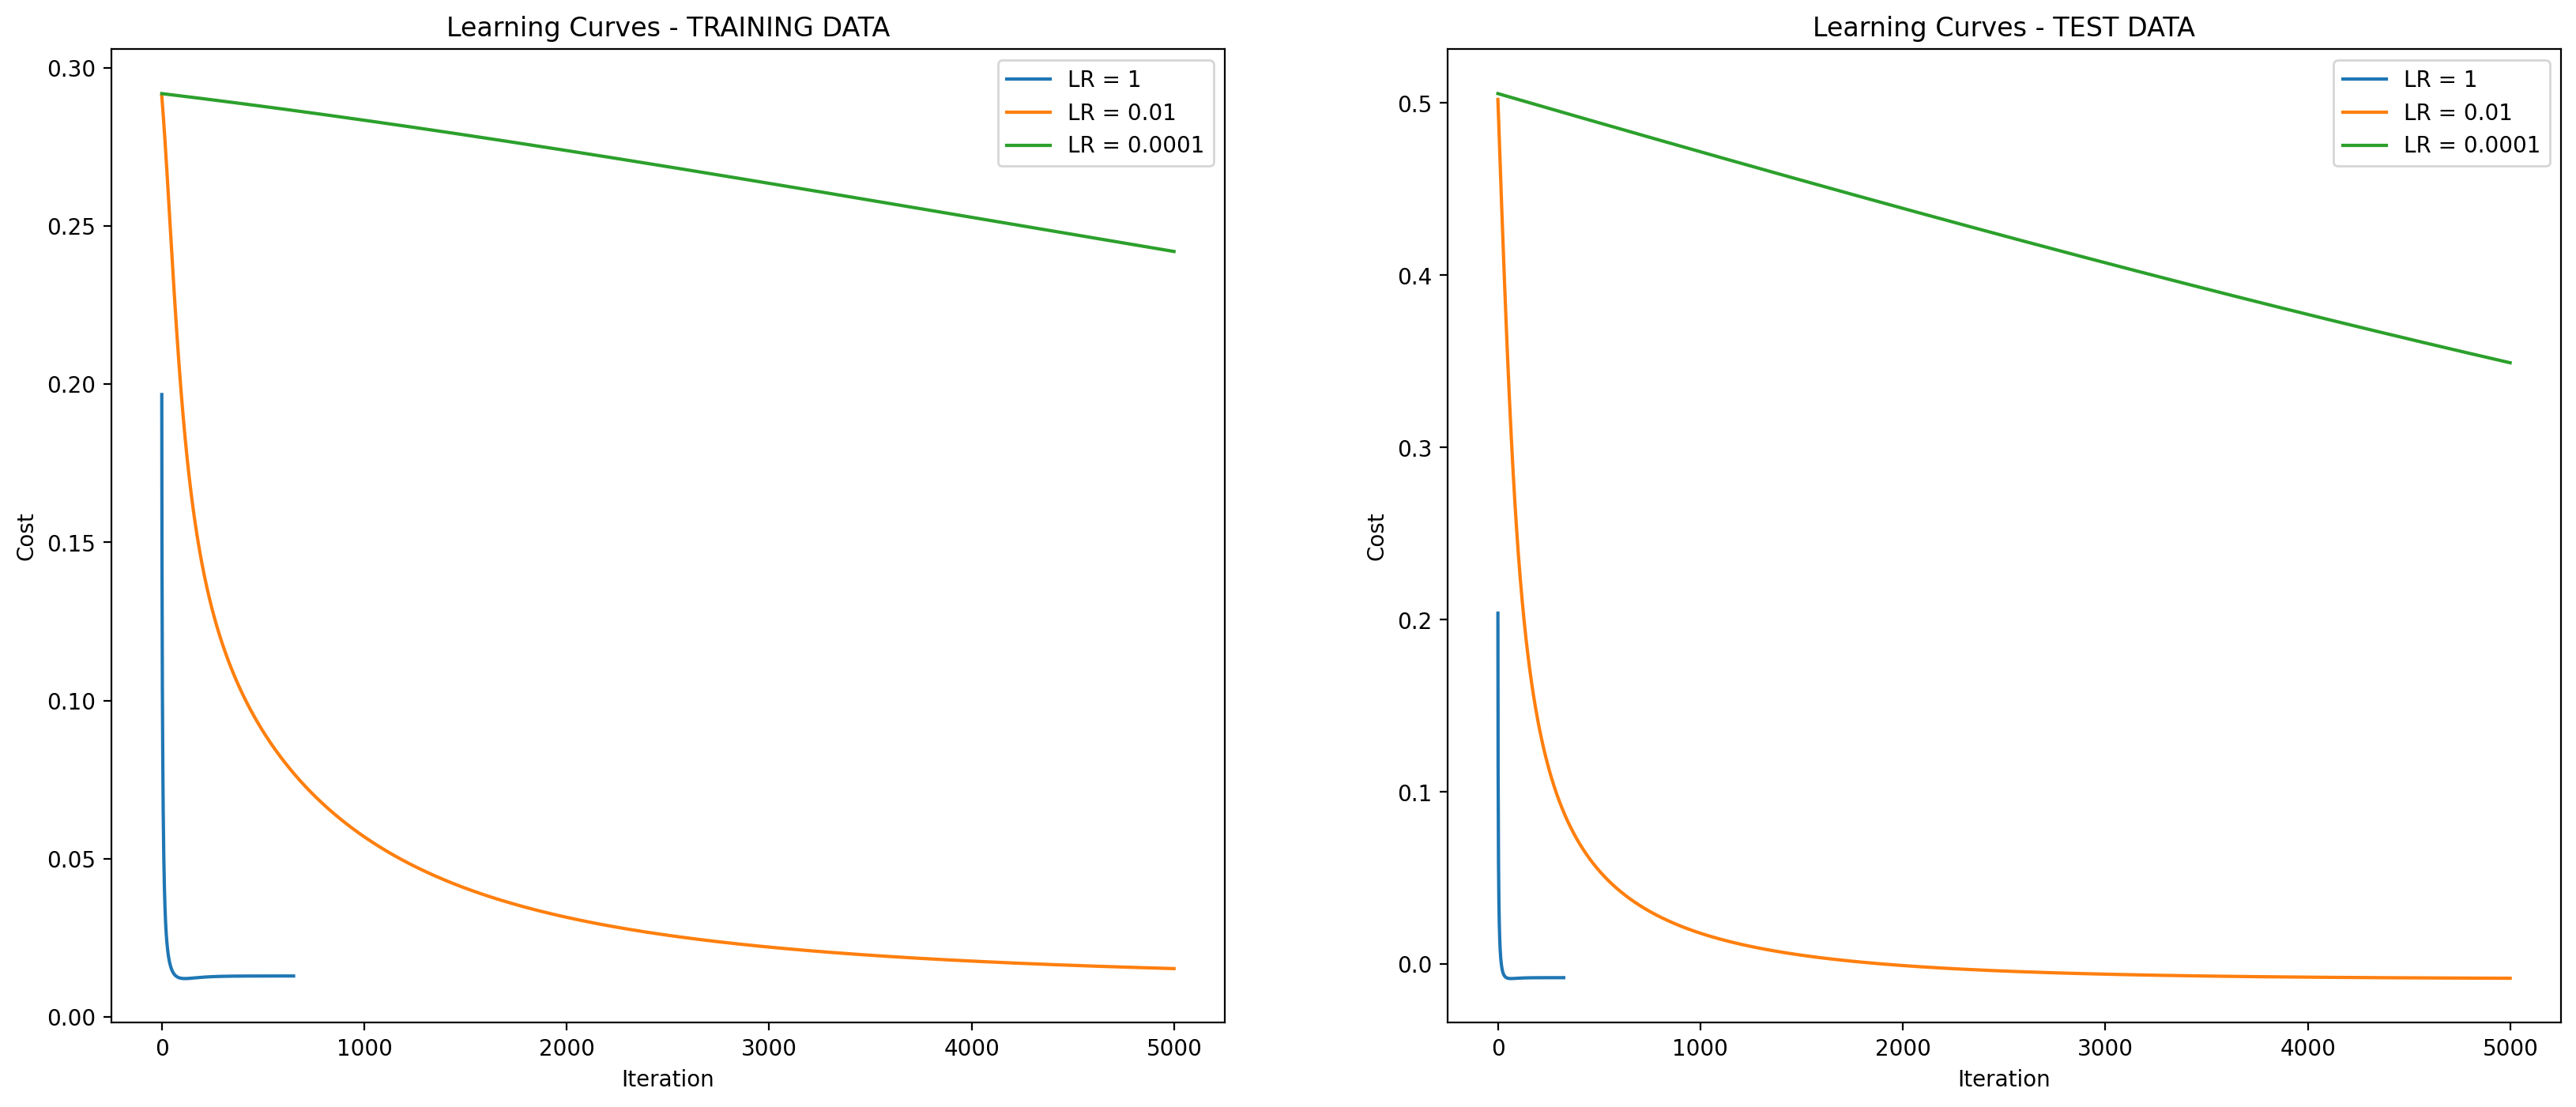 Learning Curves - TRAINING DATA
LR = 1
LR = 0.01
LR = 0.0001
0.30
0.25
0.20
0.15
0.10
0.05
0.00
Cost
0 1000 2000 3000 4000 5000
Iteration
Learning Curves - TEST DATA
LR = 1
LR = 0.01
LR = 0.0001
0.5
0.4
0.3
0.2
0.1
0.0
Cost
0 1000 2000 3000 4000 5000
Iteration